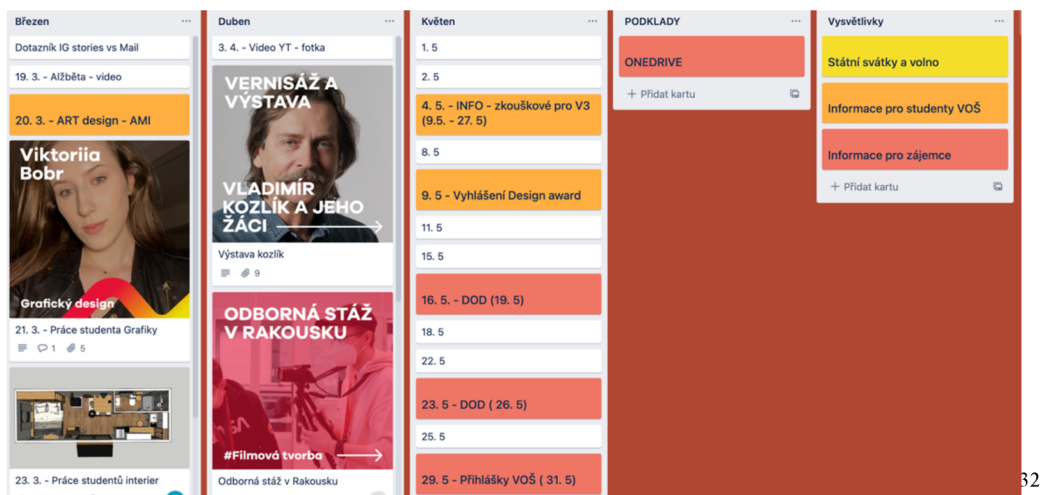 Březen
Dotazník IG stories vs Mail
19. 3. - Alžběta - video
20. 3. - ART design - AMI
Viktoriia
Bobr
Grafický design
21. 3. - Práce studenta Grafiky
1
5
23. 3. - Práce studentů interier
Duben
3. 4. - Video YT - fotka
VERNISÁŽ A
VÝSTAVA
VLADIMÍR
KOZLÍK A JEHO
ŽÁCI
Výstava kozlík
9
ODBORNÁ STÁŽ
V RAKOUSKU
#Filmová tvorba
Odborná stáž v Rakousku
Květen
1. 5
2. 5
4. 5. - INFO - zkouškové pro V3
(9.5. - 27. 5)
8. 5
9. 5 - Vyhlášení Design award
11. 5
15. 5
16. 5. - DOD (19. 5)
18. 5
22. 5
23. 5 - DOD ( 26. 5)
25. 5
29. 5 - Přihlášky VOŠ ( 31. 5)
PODKLADY
ONEDRIVE
+ Přidat kartu
Vysvětlivky
Státní svátky a volno
Informace pro studenty VOŠ
Informace pro zájemce
+ Přidat kartu
32